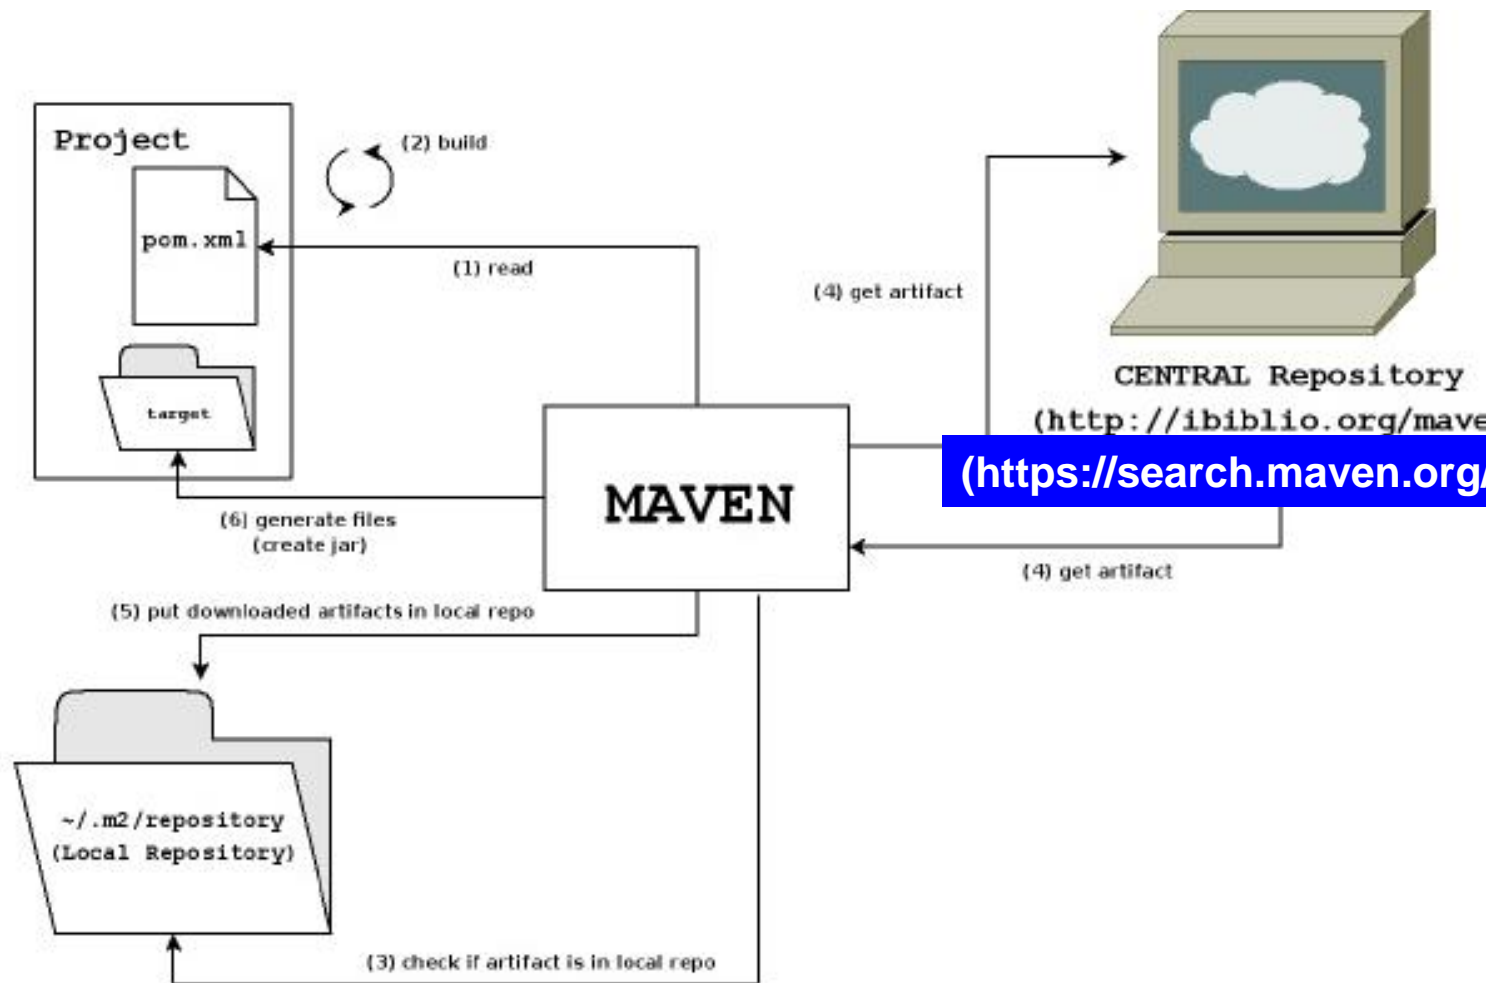 Project
(2) build
pom.xml
(1) read
(4) get artifact
target
CENTRAL Repository
(http://ibiblio.org/mave
(https://search.maven.org/
MAVEN
(6) generate files
(create jar)
(4) get artifact
(5) put downloaded artifacts in local repo
~/.m2/repository
(Local Repository)
(3) check if artifact is in local repo